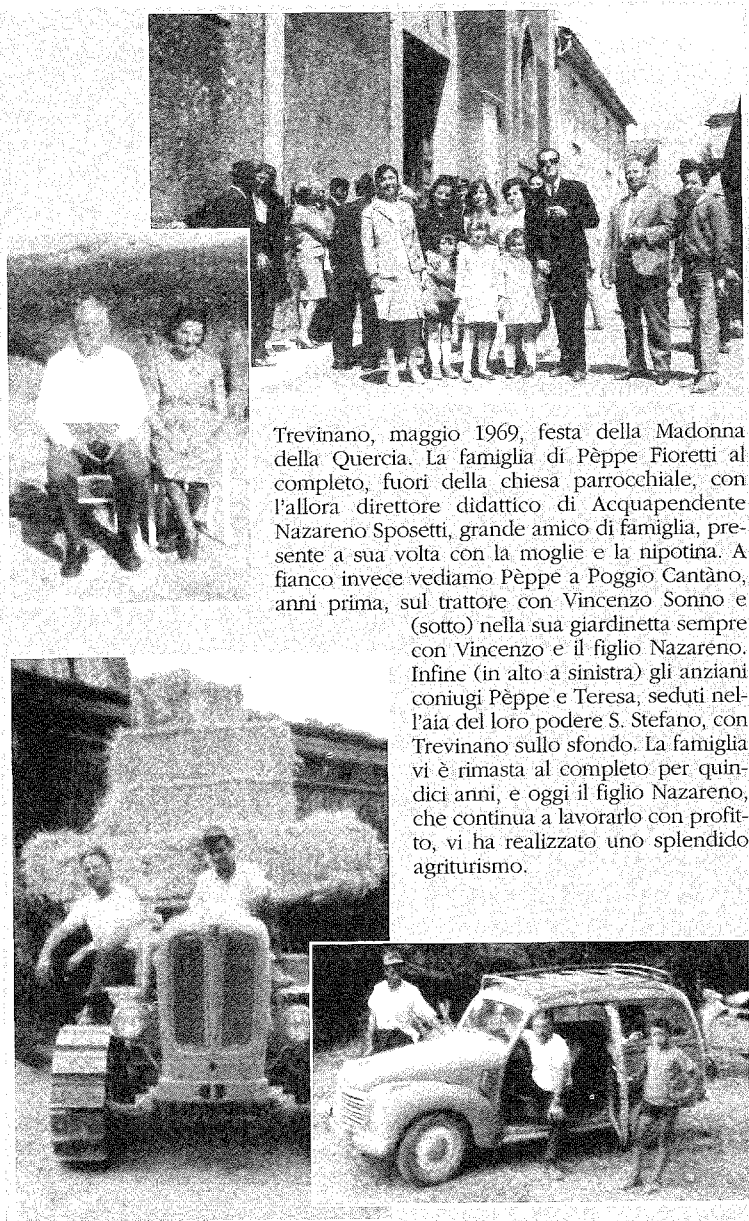 Trevinano, maggio 1969, festa della Madonna
della Quercia. La famiglia di Pèppe Fioretti al
completo, fuori della chiesa parrocchiale, con
l'allora direttore didattico di Acquapendente
Nazareno Sposetti, grande amico di famiglia, pre-
sente a sua volta con la moglie e la nipotina. A
fianco invece vediamo Pèppe a Poggio Cantàno,
anni prima, sul trattore con Vincenzo Sonno e
(sotto) nella sua giardinetta sempre
con Vincenzo e il figlio Nazareno.
Infine (in alto a sinistra) gli anziani
coniugi Pèppe e Teresa, seduti nel-
l'aia del loro podere S. Stefano, con
Trevinano sullo sfondo. La famiglia
vi è rimasta al completo per quin-
dici anni, e oggi il figlio Nazareno,
che continua a lavorarlo con profit-
to, vi ha realizzato uno splendido
agriturismo.